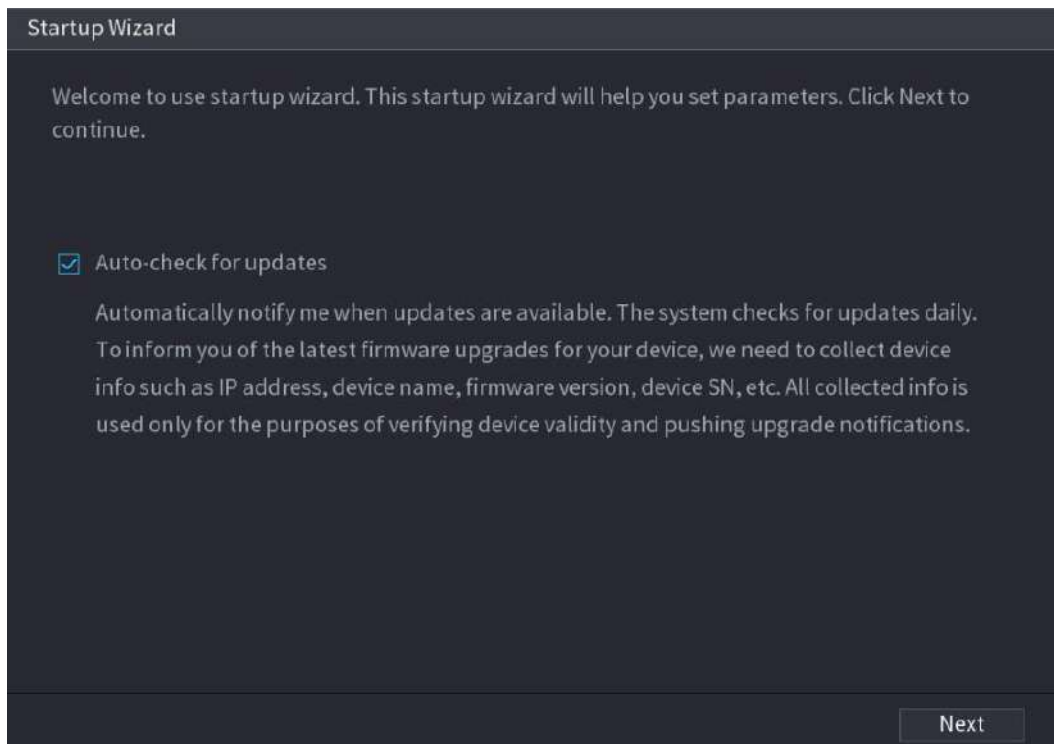 Startup Wizard
Welcome to use startup wizard. This startup wizard will help you set parameters. Click Next to
continue.
Auto-check for updates
Automatically notify me when updates are available. The system checks for updates daily.
To inform you of the latest firmware upgrades for your device, we need to collect device
info such as IP address, device name, firmware version, device SN, etc. All collected info is
used only for the purposes of verifying device validity and pushing upgrade notifications.
Next